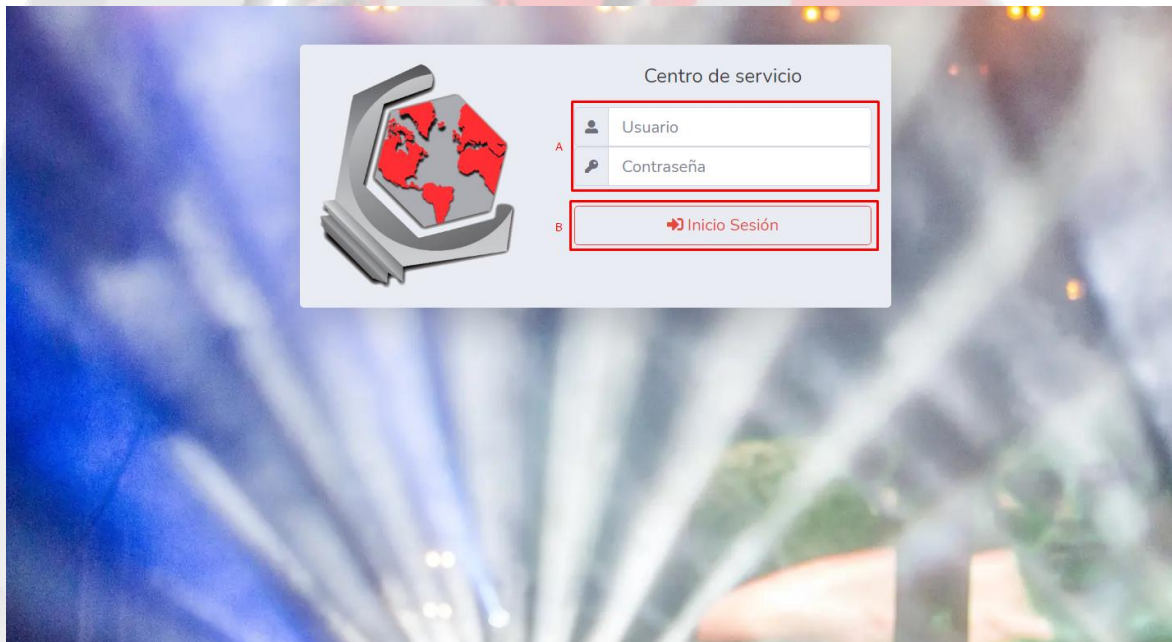 Centro de servicio
A
Usuario
Contraseña
B
Inicio Sesión